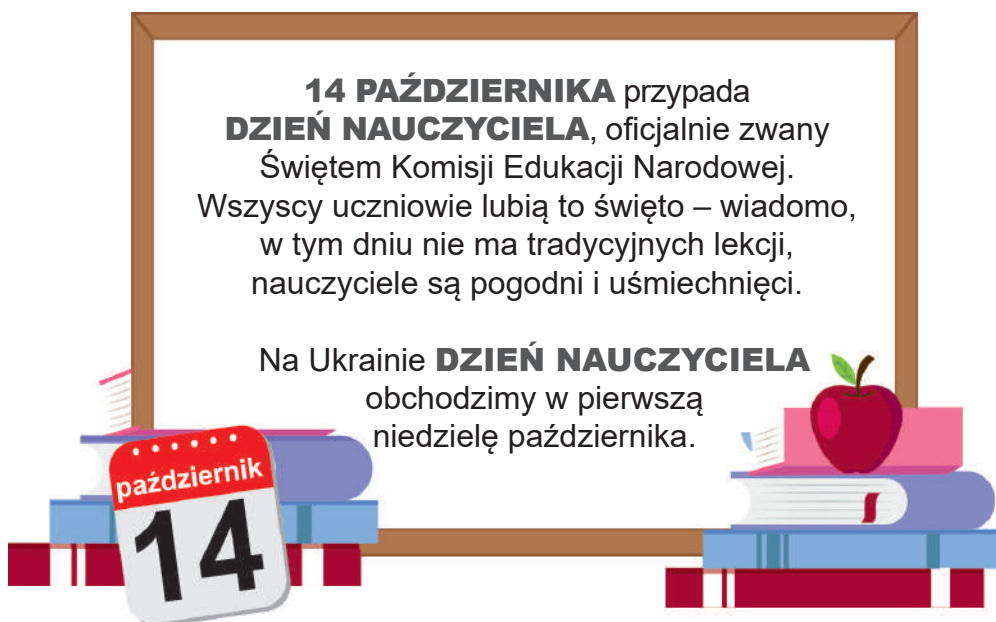 14 PAŹDZIERNIKA przypada
DZIEŃ NAUCZYCIELA, oficjalnie zwany
Świętem Komisji Edukacji Narodowej.
Wszyscy uczniowie lubią to święto – wiadomo,
w tym dniu nie ma tradycyjnych lekcji,
nauczyciele są pogodni i uśmiechnięci.
Na Ukrainie DZIEŃ NAUCZYCIELA
obchodzimy w pierwszą
niedzielę października.
październik
14